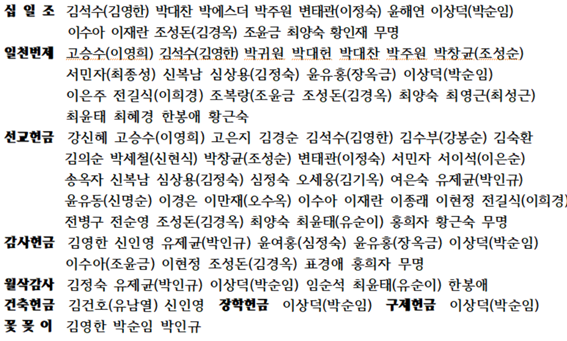 십 일 조 김석수(김영한) 박대찬 박에스더 박주원 변태관(이정숙) 윤해연 이상덕(박순임)
이수아 이재란 조성돈(김경옥) 조윤금 최양숙 황인재 무명
일천번제 고승수(이영희) 김석수(김영한) 박귀원 박대헌 박대찬 박주원 박창균(조성순)
서민자(최종성) 신복남 심상용(김정숙) 윤유홍(장옥금) 이상덕(박순임)
이은주 전길식(이희경) 조복랑(조윤금 조성돈(김경옥) 최양숙 최영근(최성근)
최윤태 최혜경 한봉애 황근숙
선교헌금 강신혜 고승수(이영희) 고은지 김경순 김석수(김영한) 김수부(강봉순) 김숙환
김의순 박세철(신현식) 박창균(조성순) 변태관(이정숙) 서민자 서이석(이은순)
송옥자 신복남 심상용(김정숙) 심정숙 오세웅(김기옥) 여은숙 유제균(박인규)
윤유동(신명순) 이경은 이만재(오수옥) 이수아 이재란 이종래 이현정 전길식(이희경)
전병구 전순영 조성돈(김경옥) 최양숙 최윤태(유순이) 홍희자 황근숙 무명
감사헌금 김영한 신인영 유제균(박인규) 윤여홍(심정숙) 윤유홍(장옥금) 이상덕(박순임)
이수아(조윤금) 이현정 조성돈(김경옥) 표경애 홍희자 무명
월삭감사 김정숙 유제균(박인규) 이상덕(박순임) 임순석 최윤태(유순이) 한봉애
건축헌금 김건호(유남열) 신인영 장학헌금 이상덕(박순임) 구제헌금 이상덕(박순임)
꽃 꽂 이 김영한 박순임 박인규